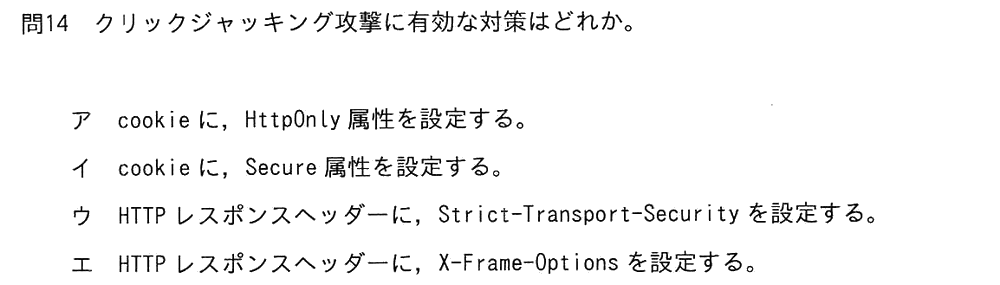 問14 クリックジャッキング攻撃に有効な対策はどれか。
ア cookie に，HttpOnly 属性を設定する。
イ cookie に，Secure 属性を設定する。
ウ HTTP レスポンスヘッダーに，Strict-Transport-Security を設定する。
エ HTTP レスポンスヘッダーに，X-Frame-Options を設定する。